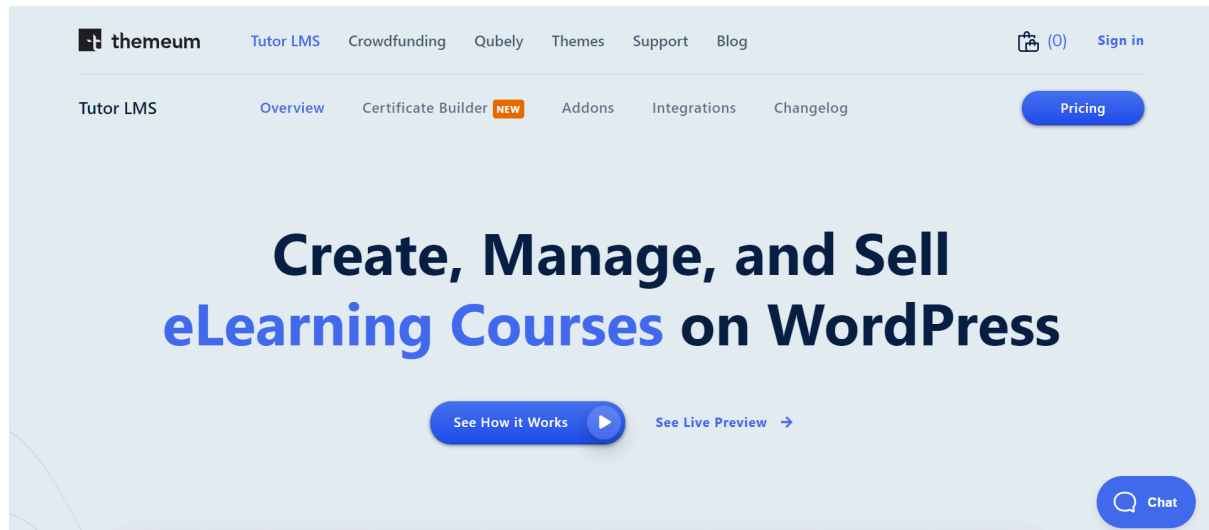 themeum Tutor LMS Crowdfunding Qubely Themes Support Blog (0) Sign in
Tutor LMS Overview Certificate Builder NEW Addons Integrations Changelog Pricing
Create, Manage, and Sell
eLearning Courses on WordPress
See How it Works See Live Preview →
Chat